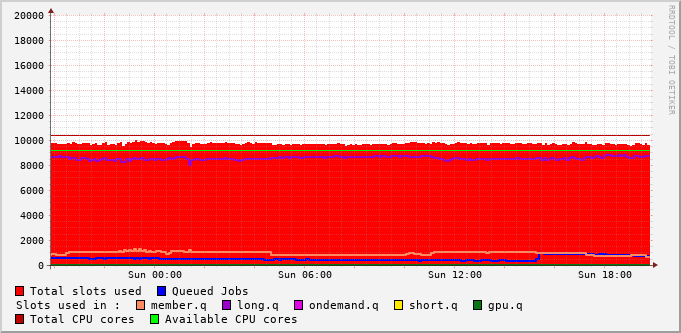 RRDTOOL / TOBI OETIKER
20000
18000
16000
14000
12000
10000
8000
6000
4000
2000
0
Sun 00:00 Sun 06:00 Sun 12:00 Sun 18:00
Total slots used Queued Jobs
Slots used in : member.q long.q ondemand.q short.q gpu.q
Total CPU cores Available CPU cores